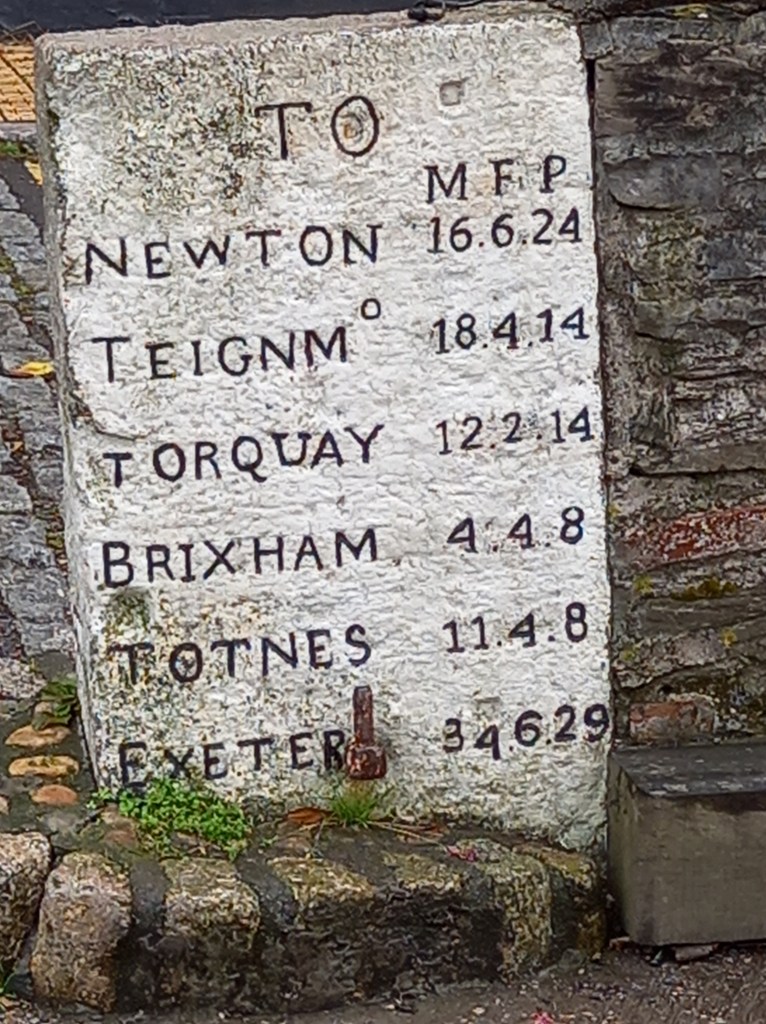 TO
M F P
NEWTON 16.6.24
TEIGNMº 18.4.14
TORQUAY 12.2.14
BRIXHAM 4.4.8
TOTNES 11.4.8
EXETER 34.6.29